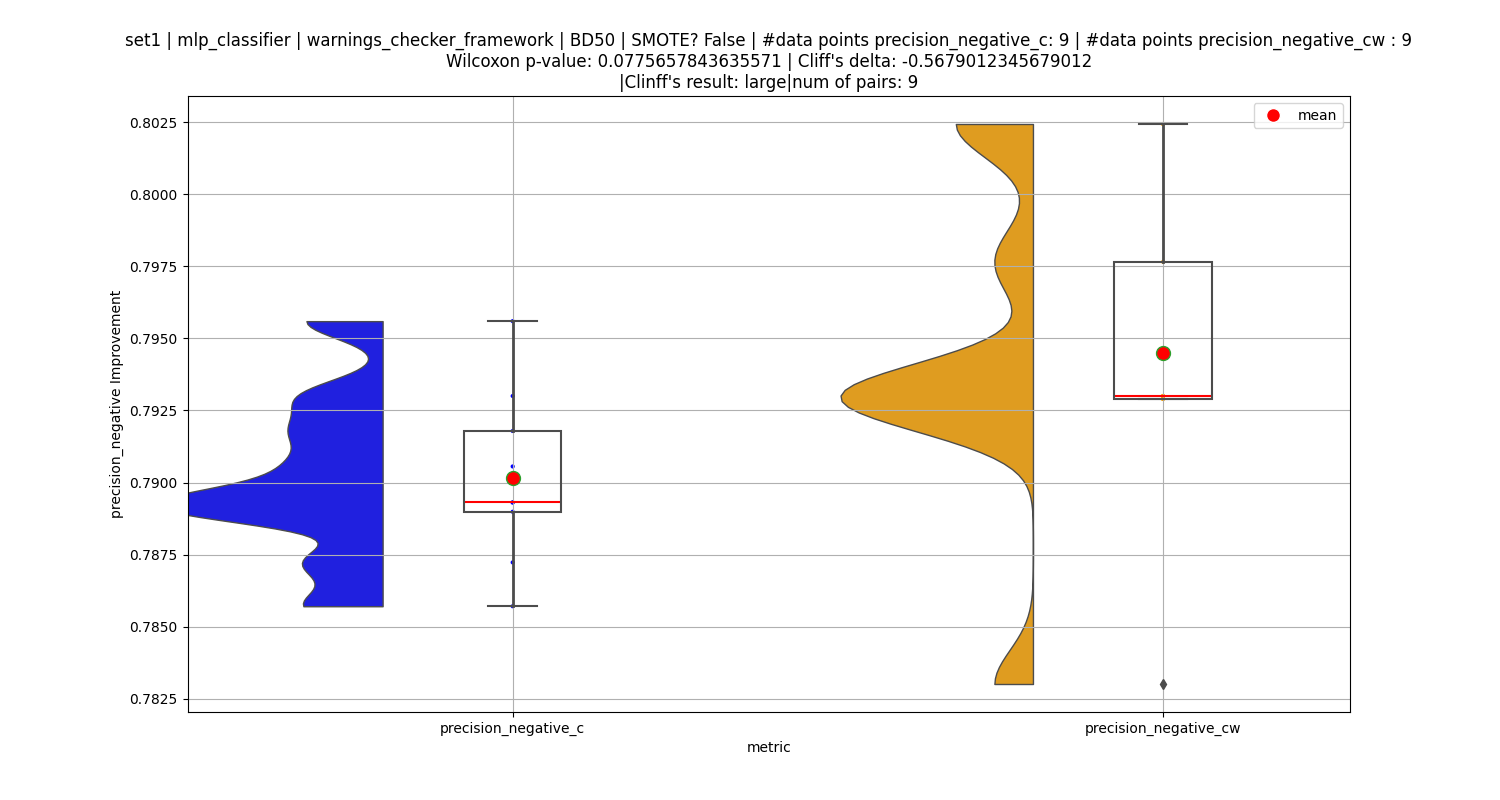 set1 | mlp_classifier | warnings_checker_framework | BD50 | SMOTE? False | #data points precision_negative_c: 9 | #data points precision_negative_cw : 9
Wilcoxon p-value: 0.0775657843635571 | Cliff's delta: -0.5679012345679012
|Clinff's result: large|num of pairs: 9
mean
0.8025
0.8000
0.7975
0.7950
0.7925
0.7900
0.7875
0.7850
0.7825
precision_negative Improvement
precision_negative_c
precision_negative_cw
metric